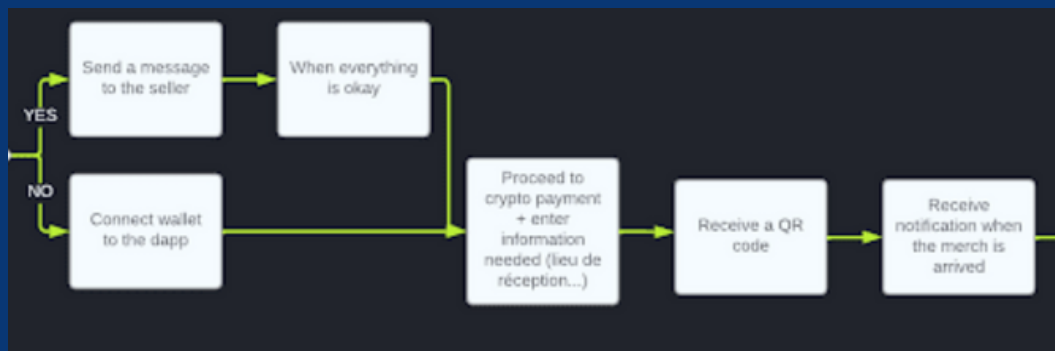 YES
Send a message
to the seller
When everything
is okay
NO
Connect wallet
to the dapp
Proceed to
crypto payment
+ enter
information
needed (lieu de
réception...)
Receive a QR
code
Receive
notification when
the merch is
arrived